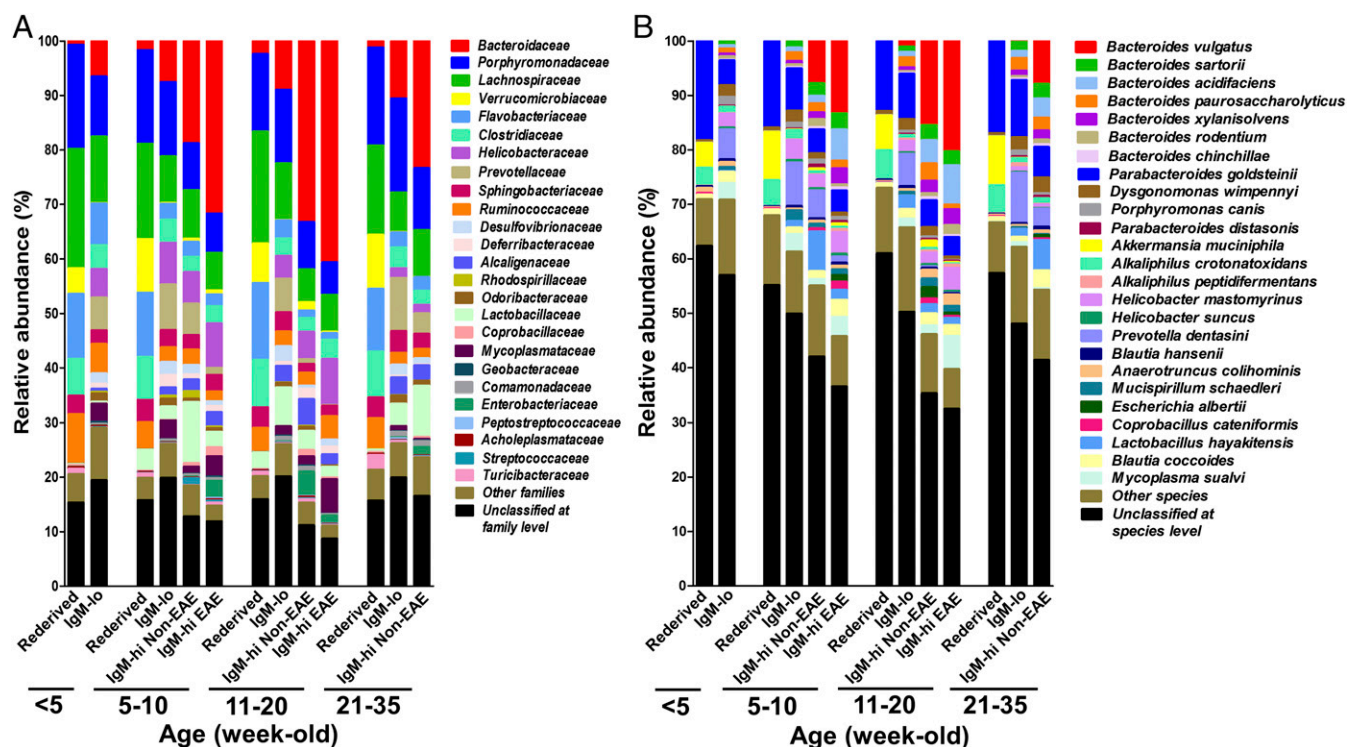 A
Relative abundance (%)
100
90
80
70
60
50
40
30
20
10
0
Rederived
IgM-lo
Rederived
IgM-lo
IgM-hi Non-EAE
IgM-hi EAE
Rederived
IgM-lo
IgM-hi Non-EAE
IgM-hi EAE
Rederived
IgM-lo
IgM-hi Non-EAE
<5
5-10
11-20
21-35
Age (week-old)
Bacteroidaceae
Porphyromonadaceae
Lachnospiraceae
Verrucomicrobiaceae
Flavobacteriaceae
Clostridiaceae
Helicobacteraceae
Prevotellaceae
Sphingobacteriaceae
Ruminococcaceae
Desulfovibrionaceae
Deferribacteraceae
Alcaligenaceae
Rhodospirillaceae
Odoribacteraceae
Lactobacillaceae
Coprobacillaceae
Mycoplasmataceae
Geobacteraceae
Comamonadaceae
Enterobacteriaceae
Peptostreptococcaceae
Acholeplasmataceae
Streptococcaceae
Turicibacteraceae
Other families
Unclassified at
family level
B
Relative abundance (%)
100
90
80
70
60
50
40
30
20
10
0
Rederived
IgM-lo
Rederived
IgM-lo
IgM-hi Non-EAE
IgM-hi EAE
Rederived
IgM-lo
IgM-hi Non-EAE
IgM-hi EAE
Rederived
IgM-lo
IgM-hi Non-EAE
<5
5-10
11-20
21-35
Age (week-old)
Bacteroides vulgatus
Bacteroides sartorii
Bacteroides acidifaciens
Bacteroides paurosaccharolyticus
Bacteroides xylanisolvens
Bacteroides rodentium
Bacteroides chinchillae
Parabacteroides goldsteinii
Dysgonomonas wimpennyi
Porphyromonas canis
Parabacteroides distasonis
Akkermansia muciniphila
Alkaliphilus crotonatoxidans
Alkaliphilus peptidifermentans
Helicobacter mastomyrinus
Helicobacter suncus
Prevotella dentasini
Blautia hansenii
Anaerotruncus colihominis
Mucispirillum schaedleri
Escherichia albertii
Coprobacillus cateniformis
Lactobacillus hayakitensis
Blautia coccoides
Mycoplasma sualvi
Other species
Unclassified at
species level